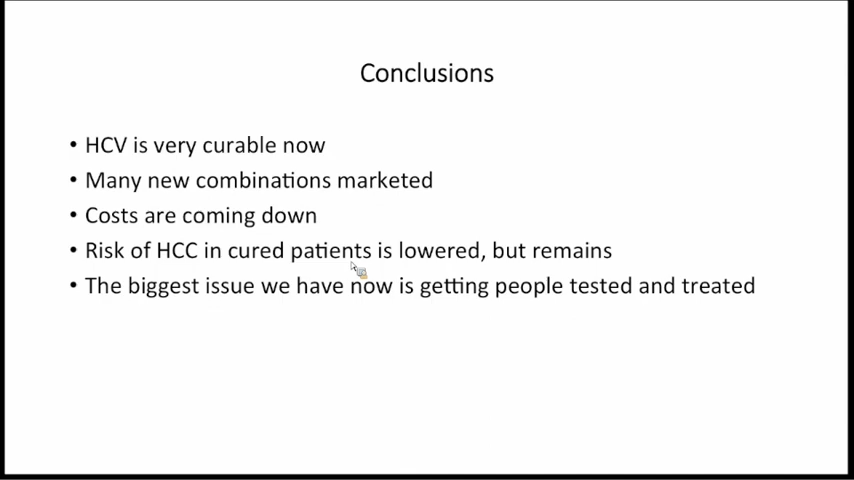 Conclusions
• HCV is very curable now
• Many new combinations marketed
• Costs are coming down
• Risk of HCC in cured patients is lowered, but remains
• The biggest issue we have now is getting people tested and treated